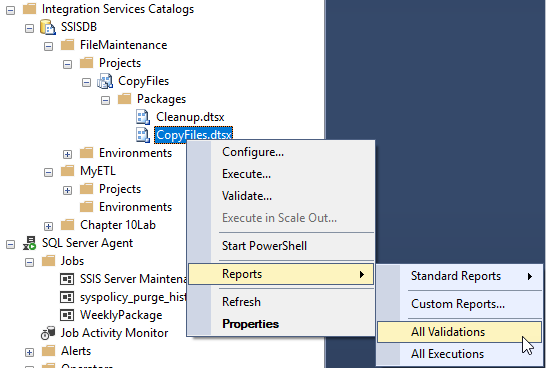 Integration Services Catalogs
SSISDB
FileMaintenance
Projects
CopyFiles
Packages
Cleanup.dtsx
CopyFiles.dtsx
Environments
MyETL
Projects
Environments
Chapter 10Lab
SQL Server Agent
Jobs
SSIS Server Maintena
syspolicy_purge_hist
WeeklyPackage
Job Activity Monitor
Alerts
Configure...
Execute...
Validate...
Execute in Scale Out...
Start PowerShell
Reports
Refresh
Properties
Standard Reports
Custom Reports...
All Validations
All Executions